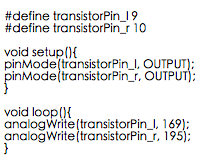 #define transistorPin_l 9
#define transistorPin_r 10
void setup(){
pinMode(transistorPin_l, OUTPUT);
pinMode(transistorPin_r, OUTPUT);
}
void loop(){
analogWrite(transistorPin_l, 169);
analogWrite(transistorPin_r, 195);
}